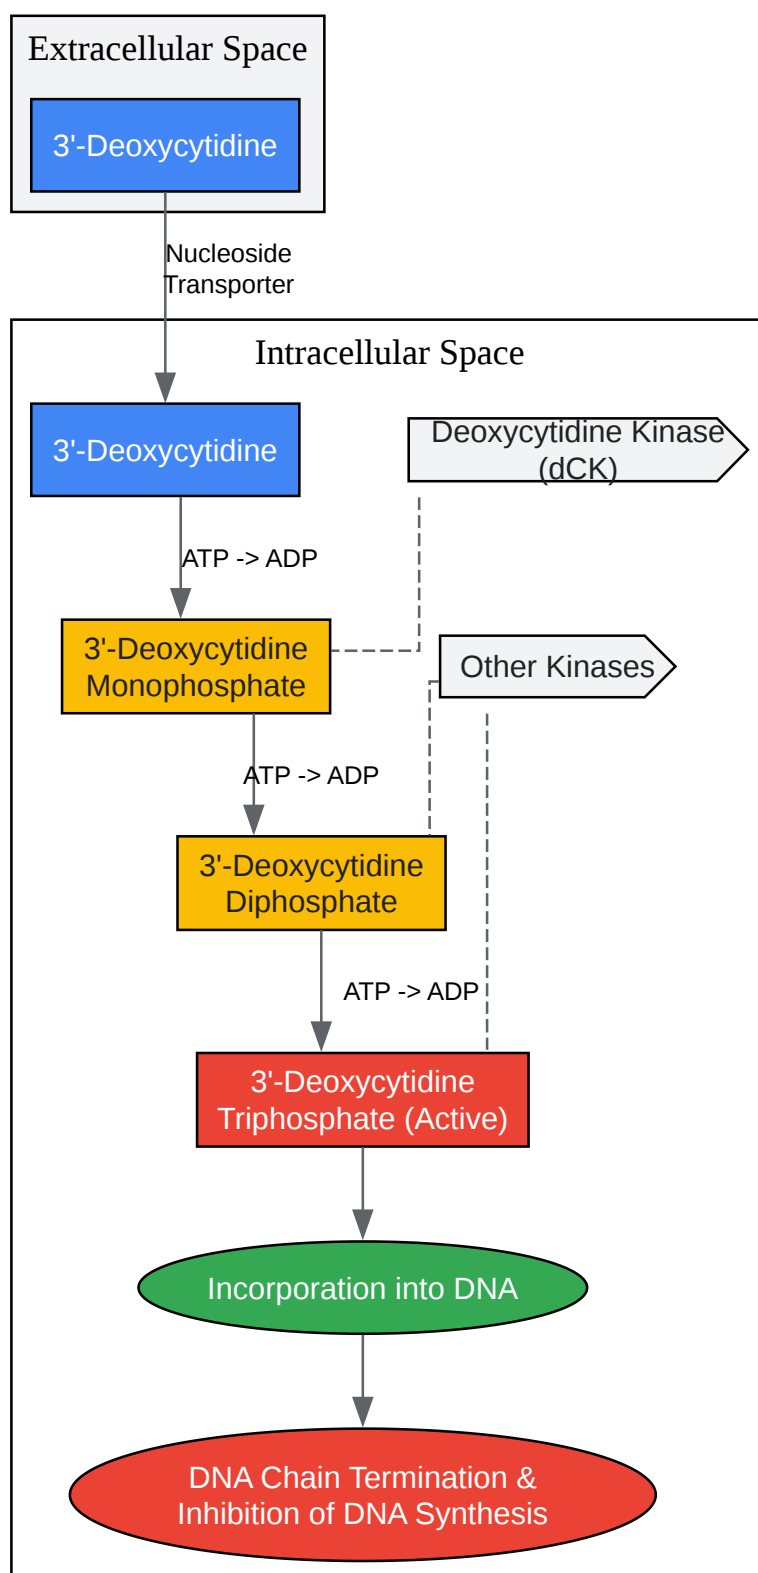 Extracellular Space
3'-Deoxycytidine
Nucleoside
Transporter
Intracellular Space
3'-Deoxycytidine
Deoxycytidine Kinase
(dCK)
ATP -> ADP
3'-Deoxycytidine
Monophosphate
Other Kinases
ATP -> ADP
3'-Deoxycytidine
Diphosphate
ATP -> ADP
3'-Deoxycytidine
Triphosphate (Active)
Incorporation into DNA
DNA Chain Termination &
Inhibition of DNA Synthesis